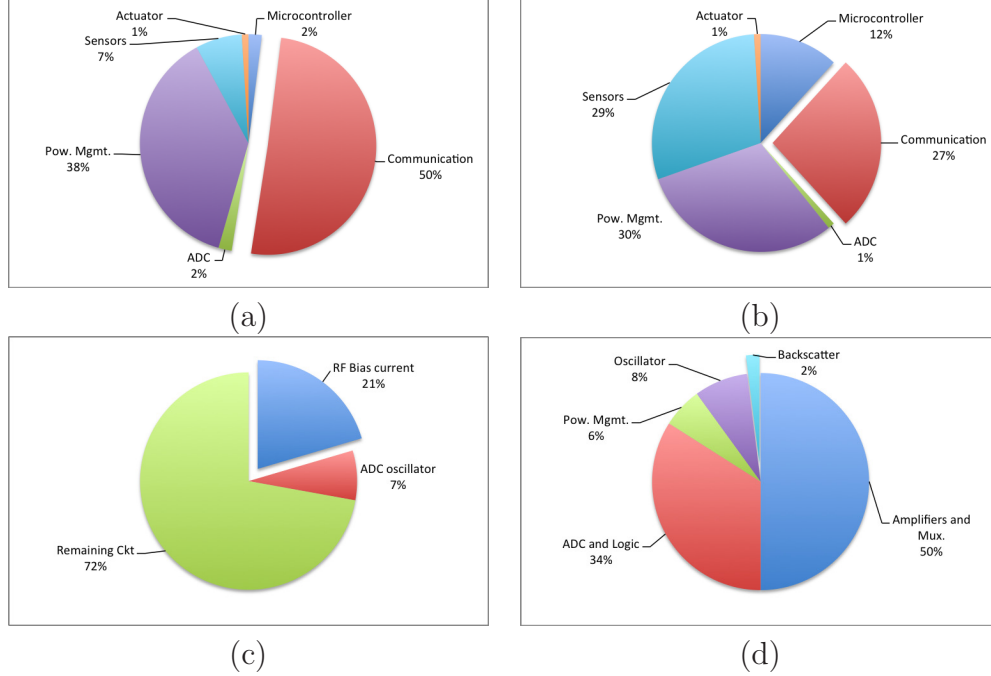 Actuator
1%
Microcontroller
2%
Sensors
7%
Pow. Mgmt.
38%
Communication
50%
ADC
2%
(a)
Actuator
1%
Microcontroller
12%
Sensors
29%
Communication
27%
Pow. Mgmt.
30%
ADC
1%
(b)
RF Bias current
21%
ADC oscillator
7%
Remaining Ckt
72%
(c)
Backscatter
2%
Oscillator
8%
Pow. Mgmt.
6%
ADC and Logic
34%
Amplifiers and
Mux.
50%
(d)